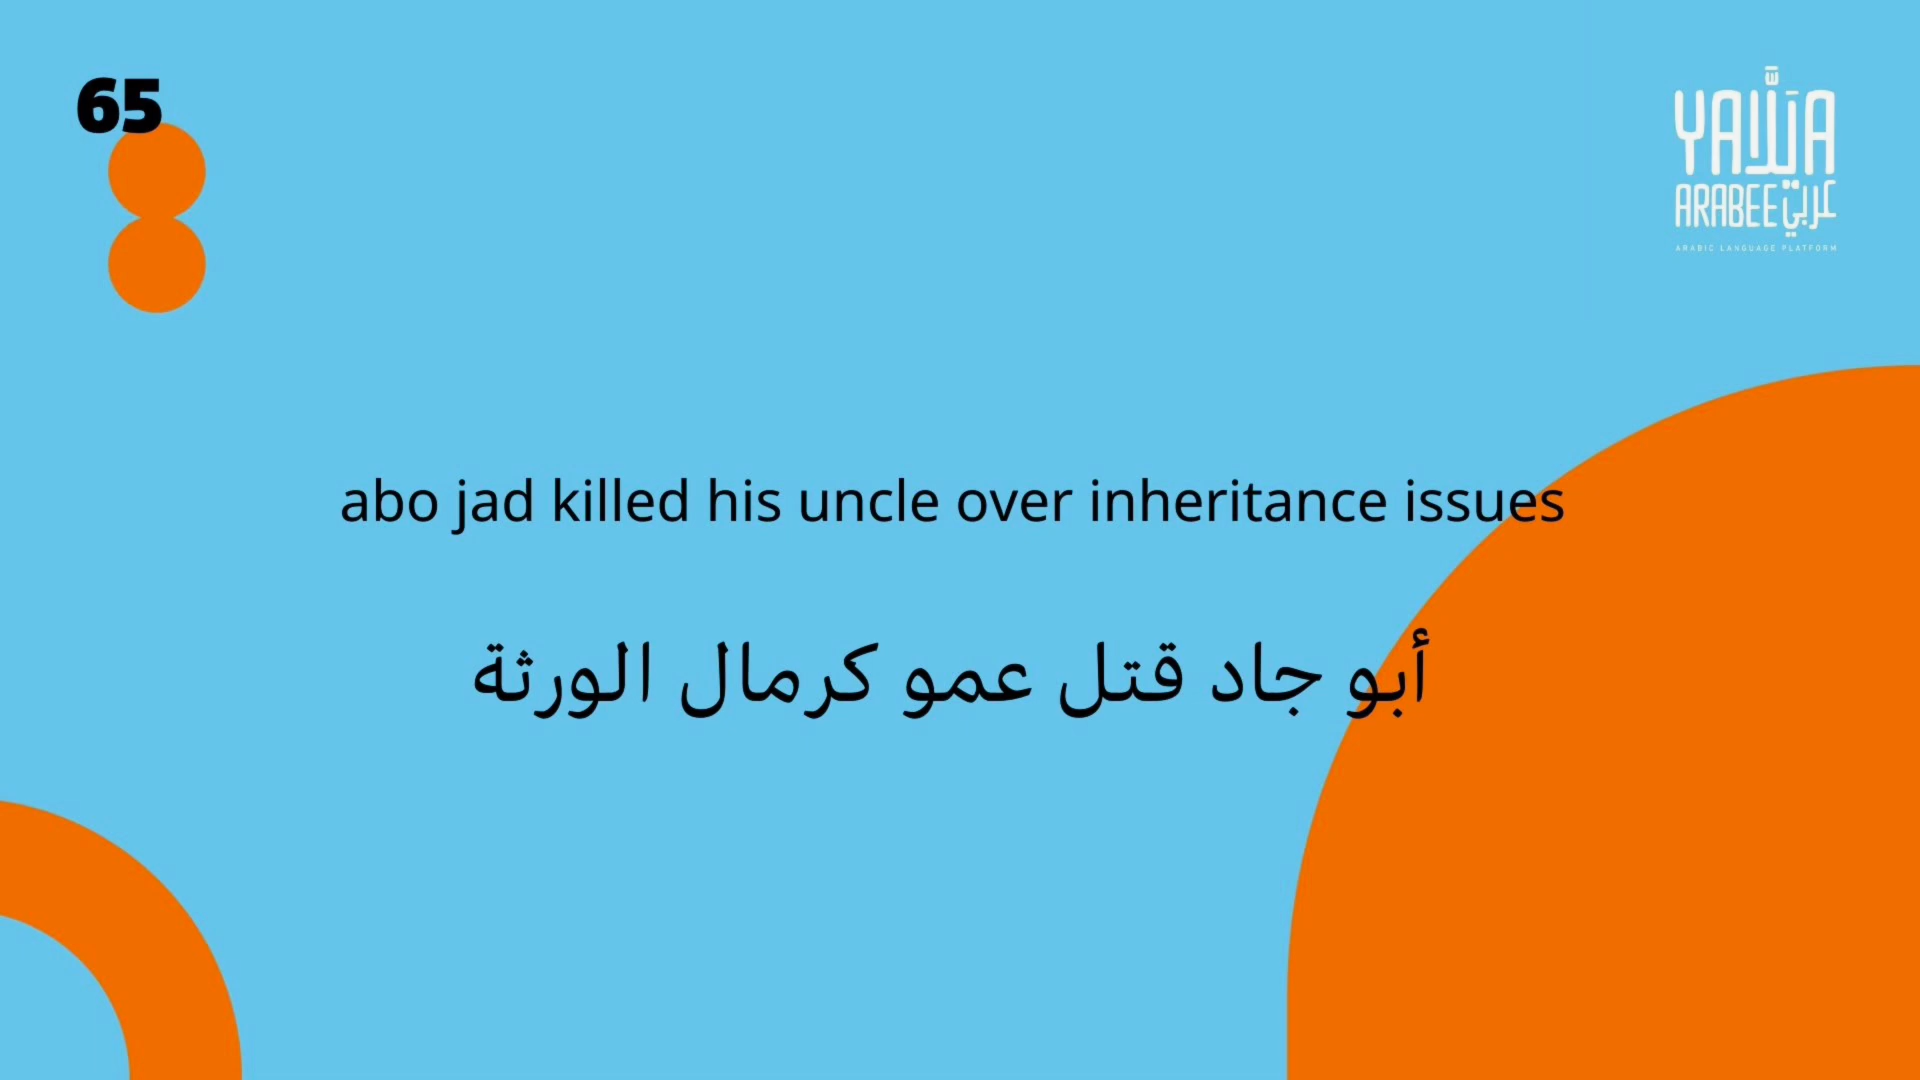 65
YALLA يَلَّا
ARABEE عربي
ARABIC LANGUAGE PLATFORM
abo jad killed his uncle over inheritance issues
أبو جاد قتل عمو كرمال الورثة